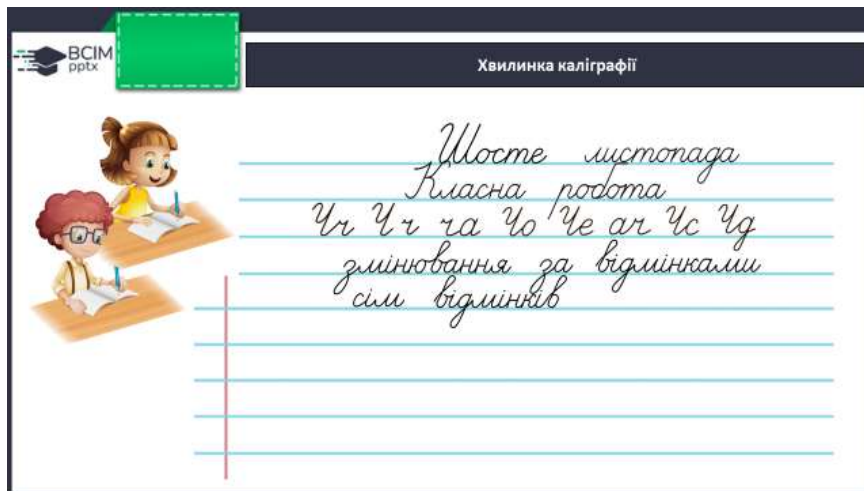 ВСІМ
pptx
Хвилинка каліграфії
Шосте листопада
Класна робота
Чч Ч ч ча Чо Че ач Чс Чд
змінювання за відмінками
сім відмінків